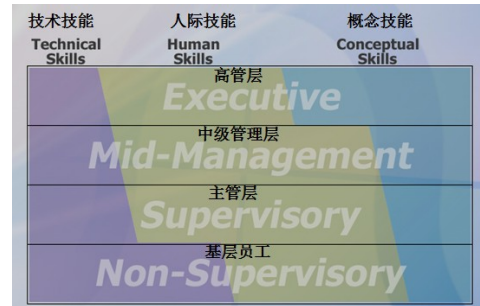 技术技能 人际技能 概念技能
Technical Skills Human Skills Conceptual Skills
高管层
Executive
中级管理层
Mid-Management
主管层
Supervisory
基层员工
Non-Supervisory